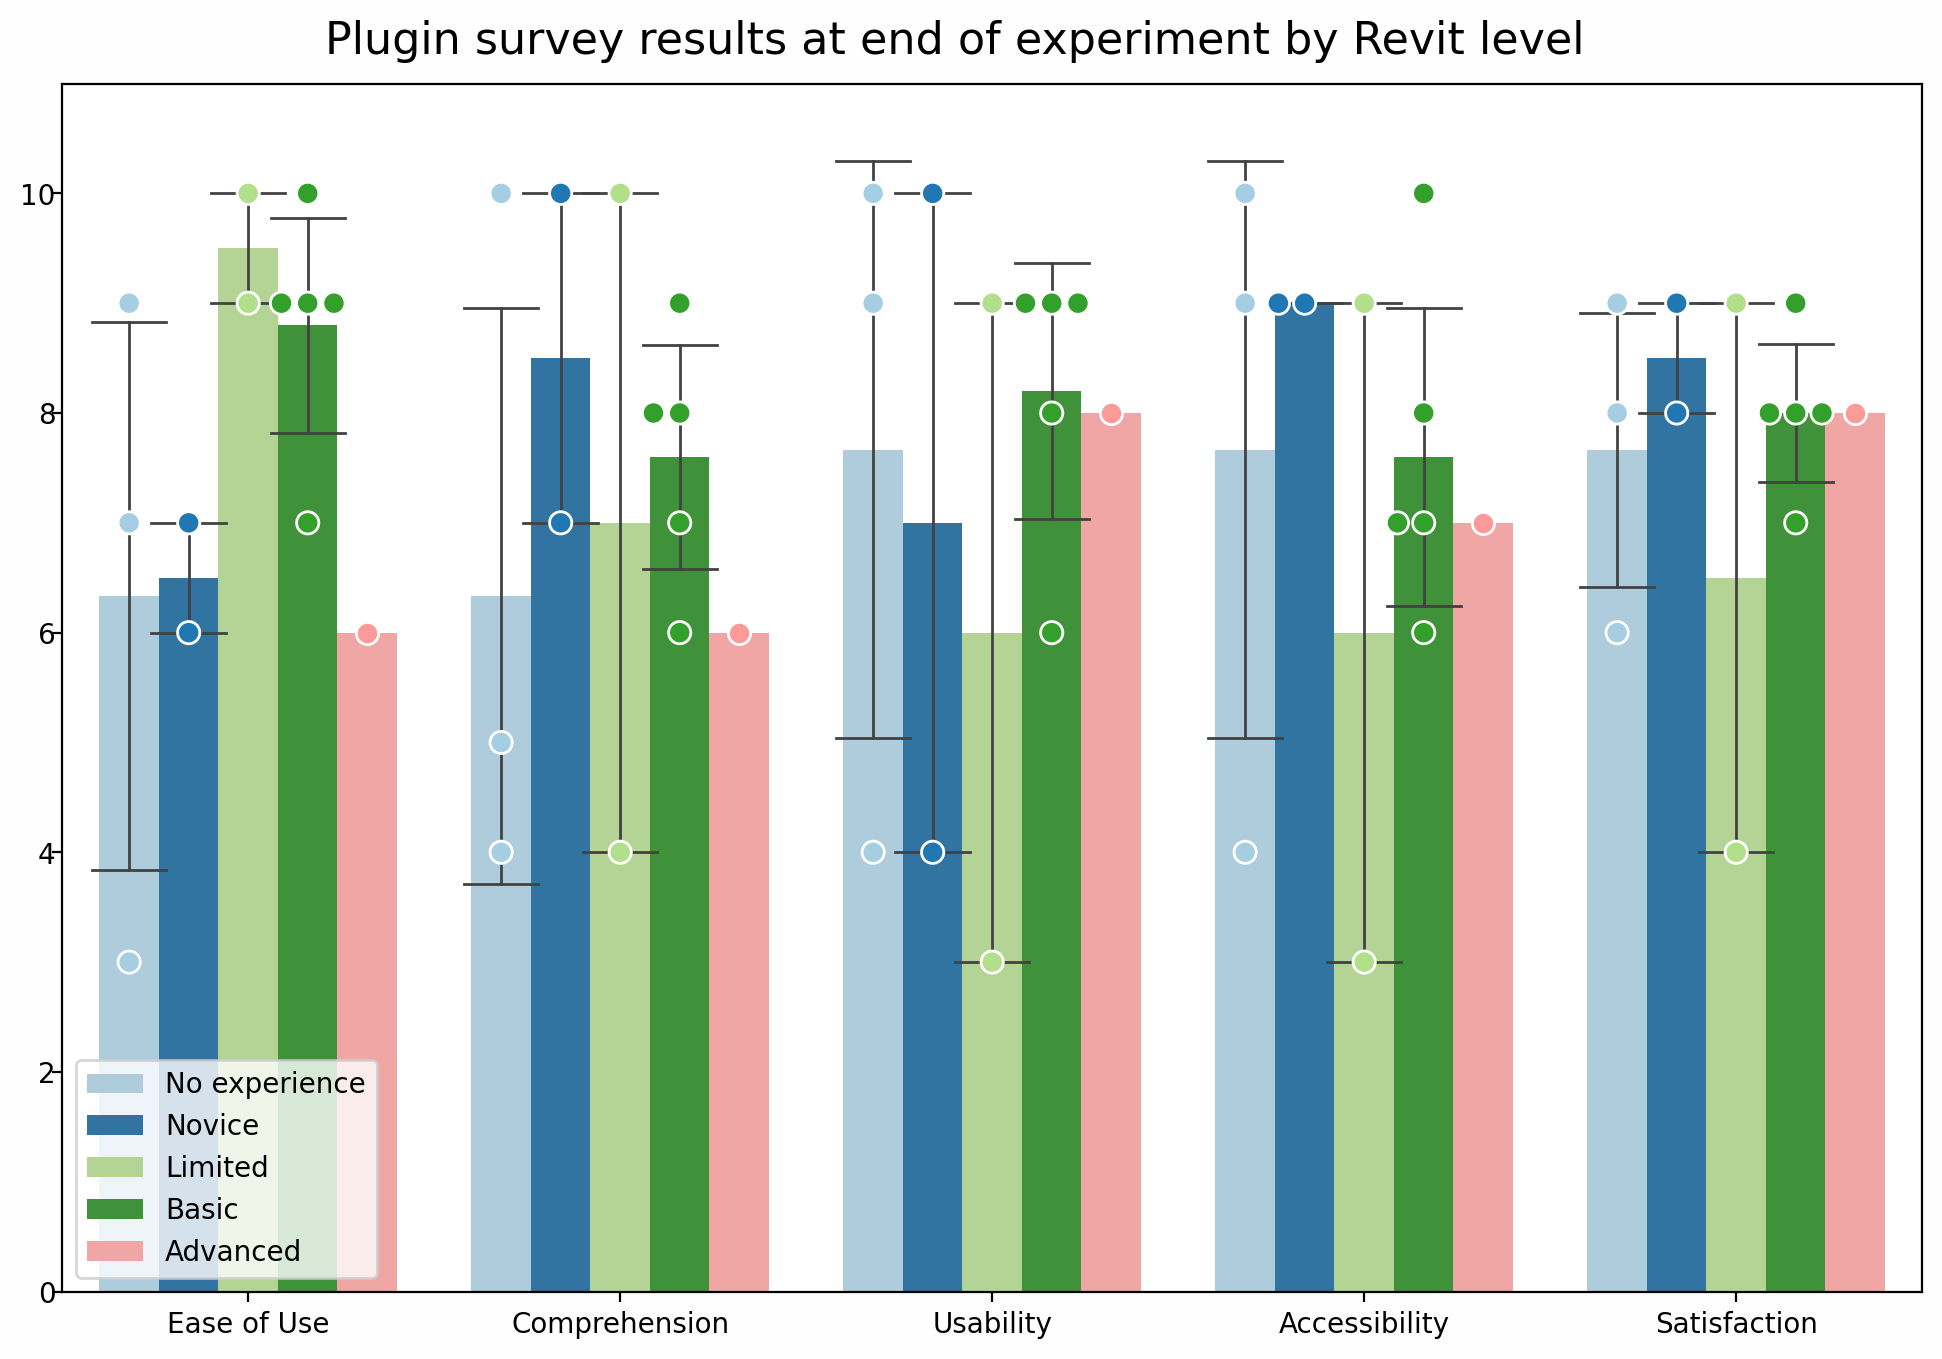 Plugin survey results at end of experiment by Revit level
10
8
6
4
2
0
No experience
Novice
Limited
Basic
Advanced
Ease of Use
Comprehension
Usability
Accessibility
Satisfaction